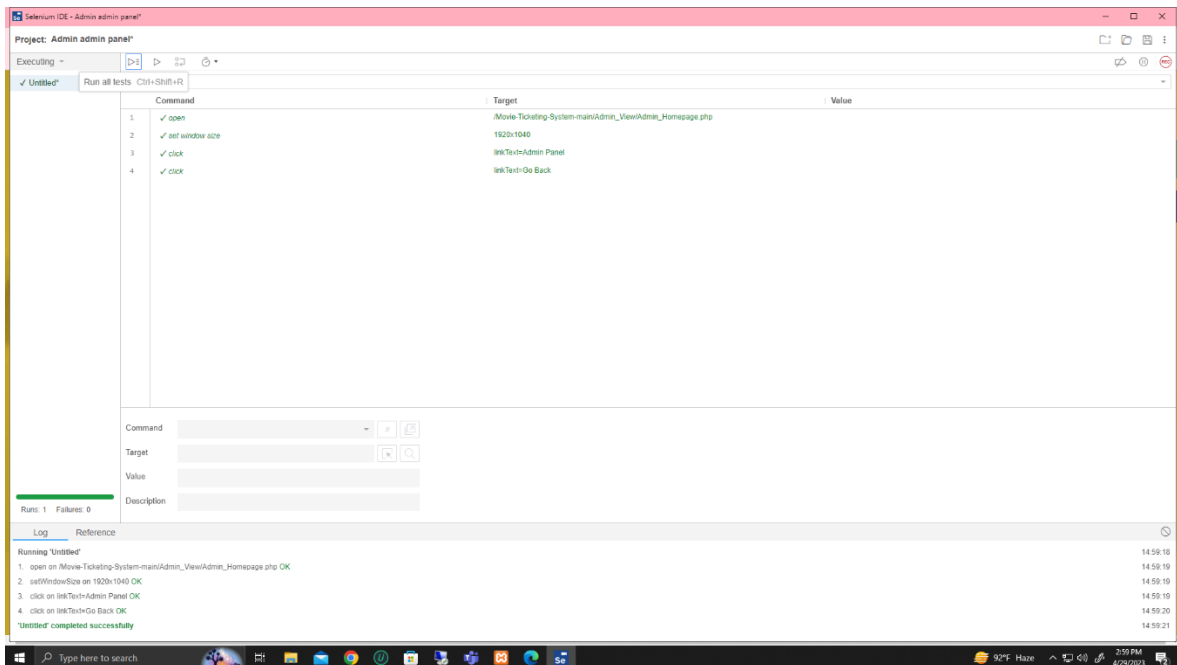 Selenium IDE - Admin admin panel*
Project: Admin admin panel*
Executing
REC
✓ Untitled*
Run all tests Ctrl+Shift+R
Command Target Value
1 ✓ open /Movie-Ticketing-System-main/Admin_View/Admin_Homepage.php
2 ✓ set window size 1920x1040
3 ✓ click linkText=Admin Panel
4 ✓ click linkText=Go Back
Command
//
Target
Value
Description
Runs: 1 Failures: 0
Log Reference
Running 'Untitled' 14:59:18
1. open on /Movie-Ticketing-System-main/Admin_View/Admin_Homepage.php OK 14:59:19
2. setWindowSize on 1920x1040 OK 14:59:19
3. click on linkText=Admin Panel OK 14:59:19
4. click on linkText=Go Back OK 14:59:20
'Untitled' completed successfully 14:59:21
Type here to search
Se
92°F Haze
2:59 PM
4/29/2023